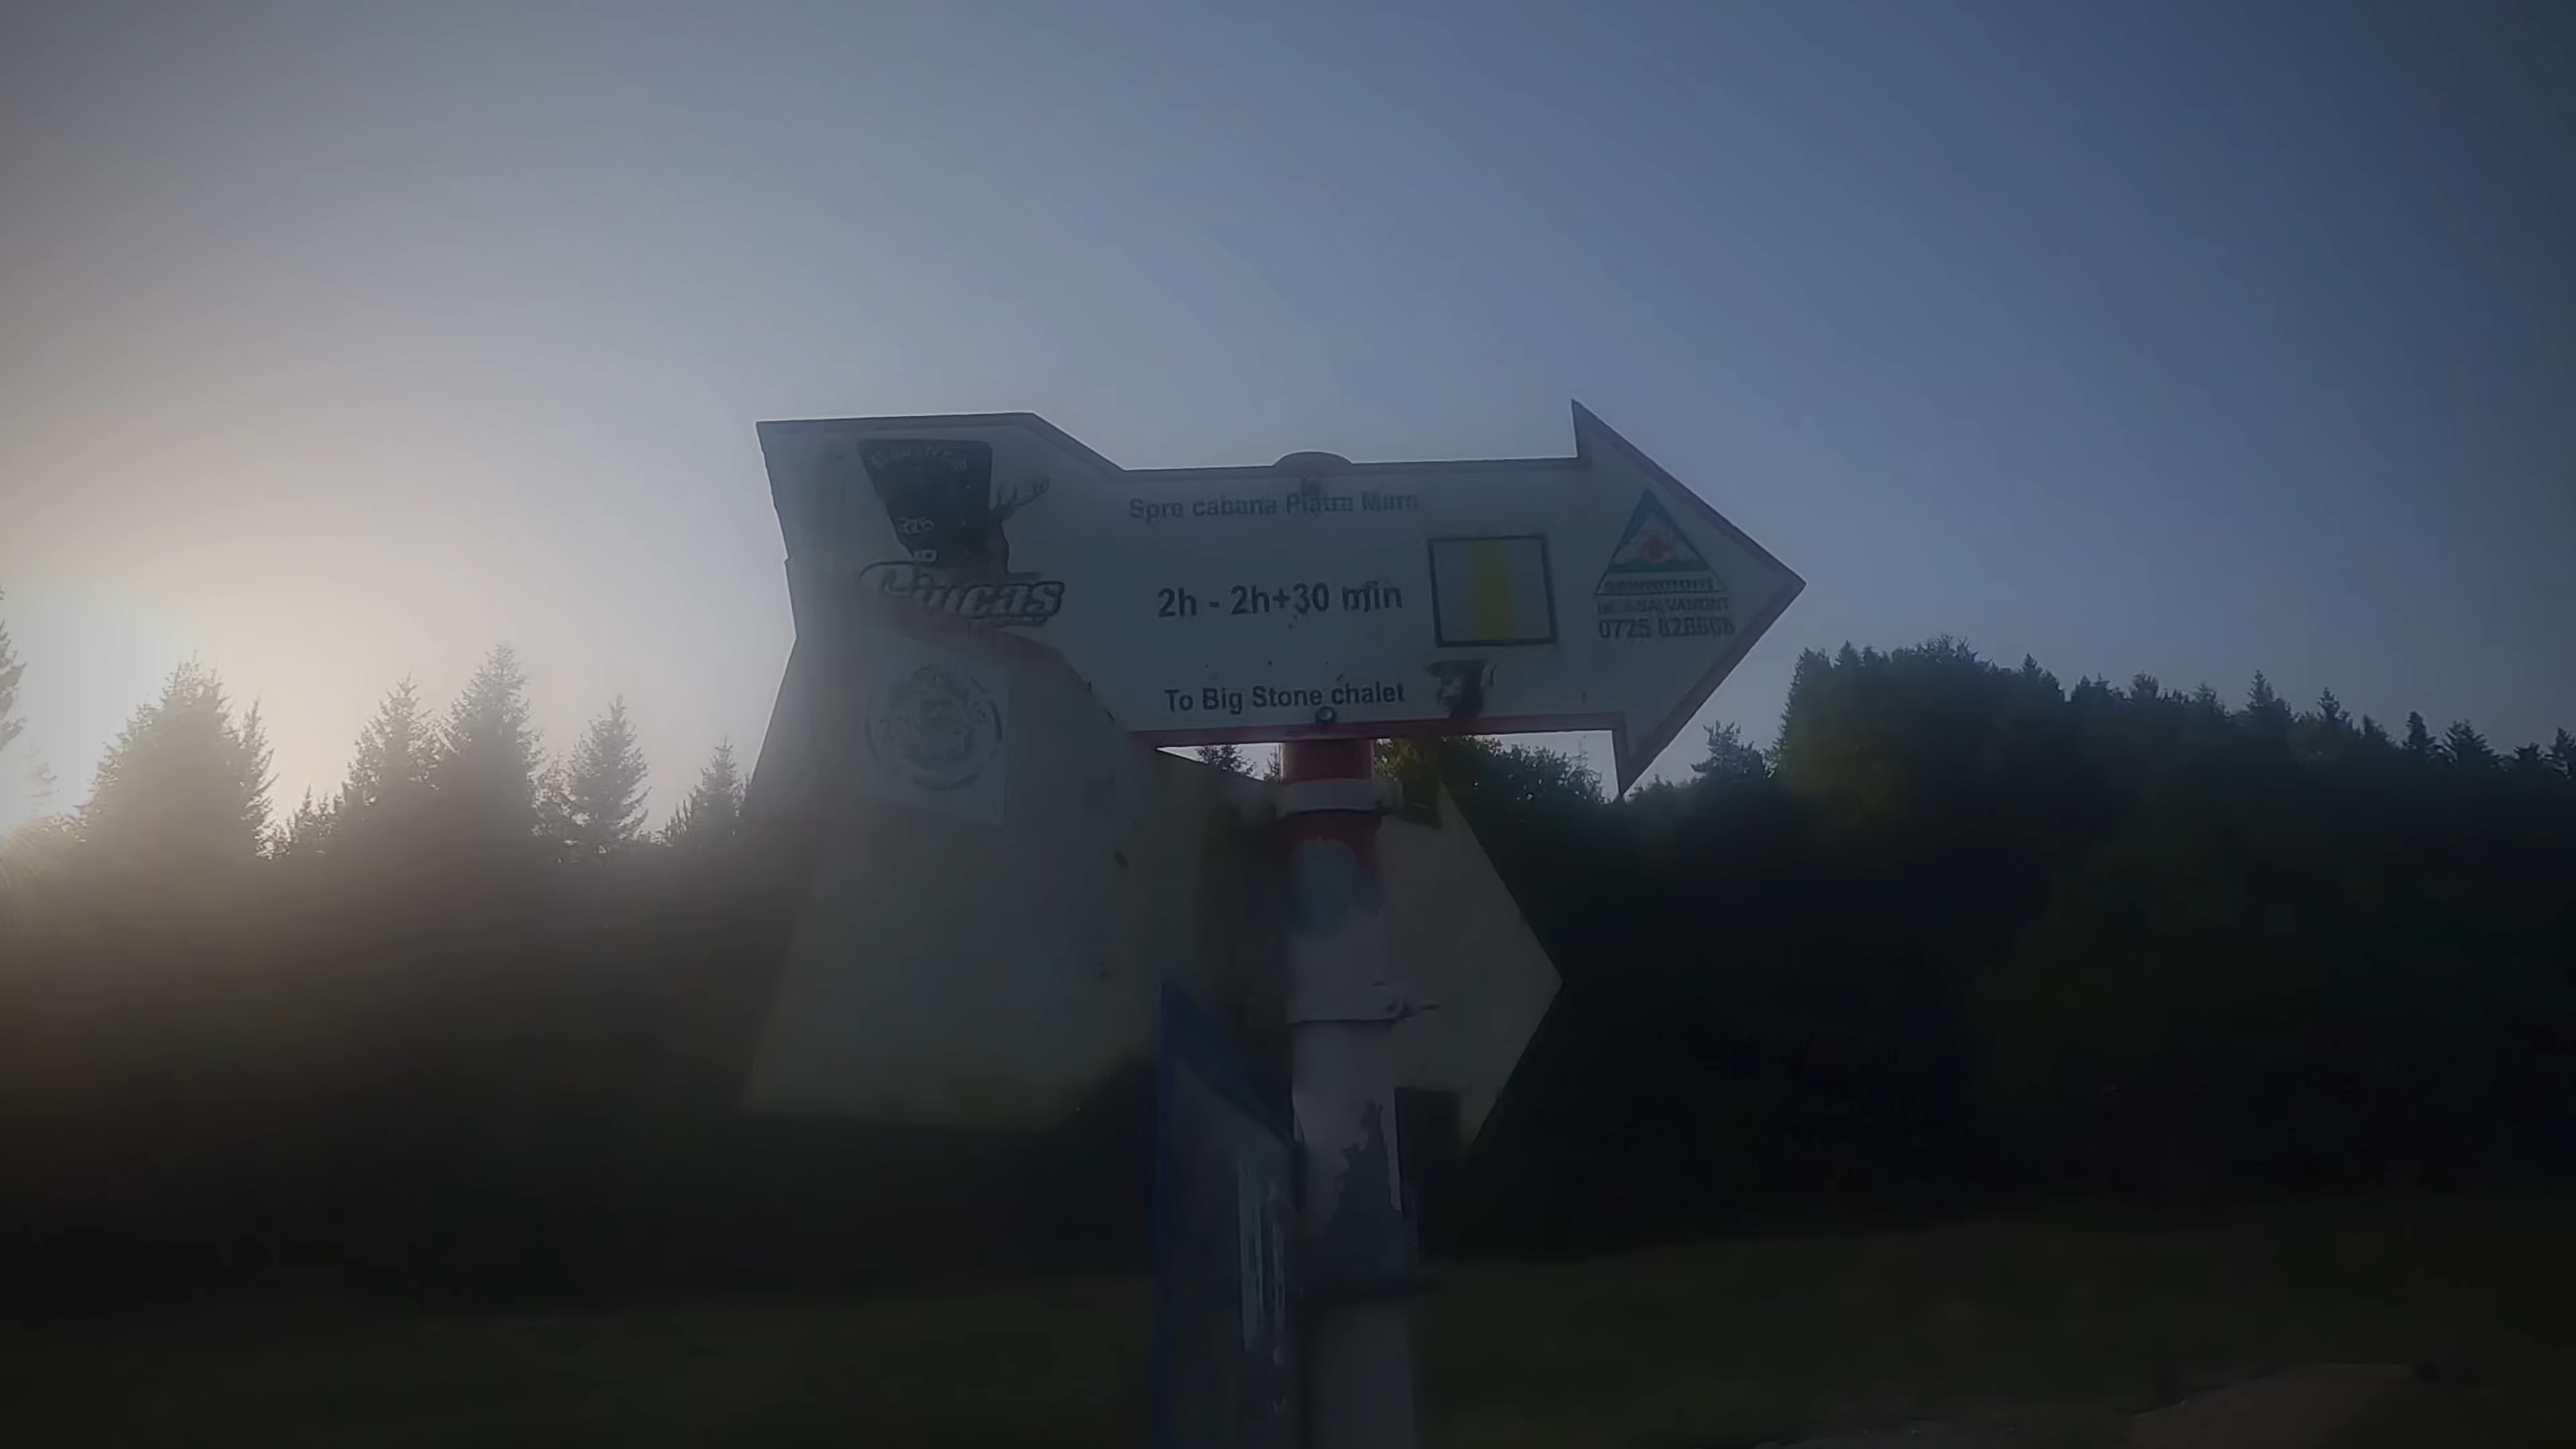 Spre cabana Piatra Mare
2h - 2h+30 min
To Big Stone chalet
SALVAMONT
0725 826668